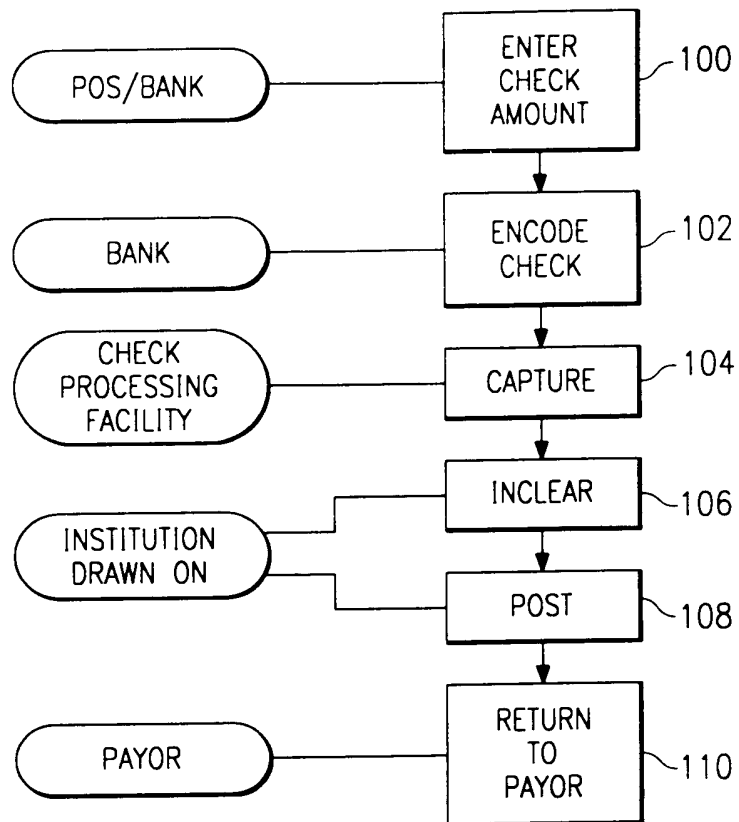 POS/BANK
ENTER
CHECK
AMOUNT
100
BANK
ENCODE
CHECK
102
CHECK
PROCESSING
FACILITY
CAPTURE
104
INCLEAR
106
INSTITUTION
DRAWN ON
POST
108
PAYOR
RETURN
TO
PAYOR
110